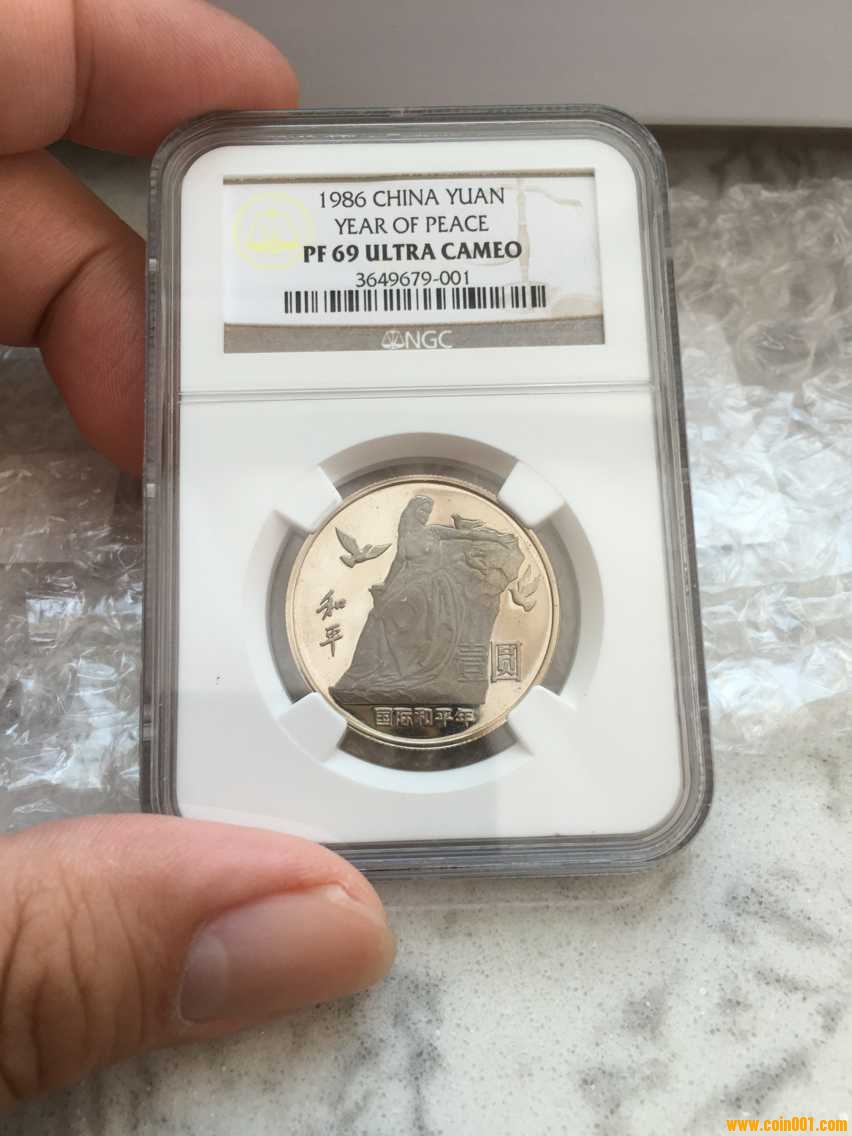 1986 CHINA YUAN
YEAR OF PEACE
PF 69 ULTRA CAMEO
3649679-001
NGC
和平
壹圆
国际和平年
www.coin001.com